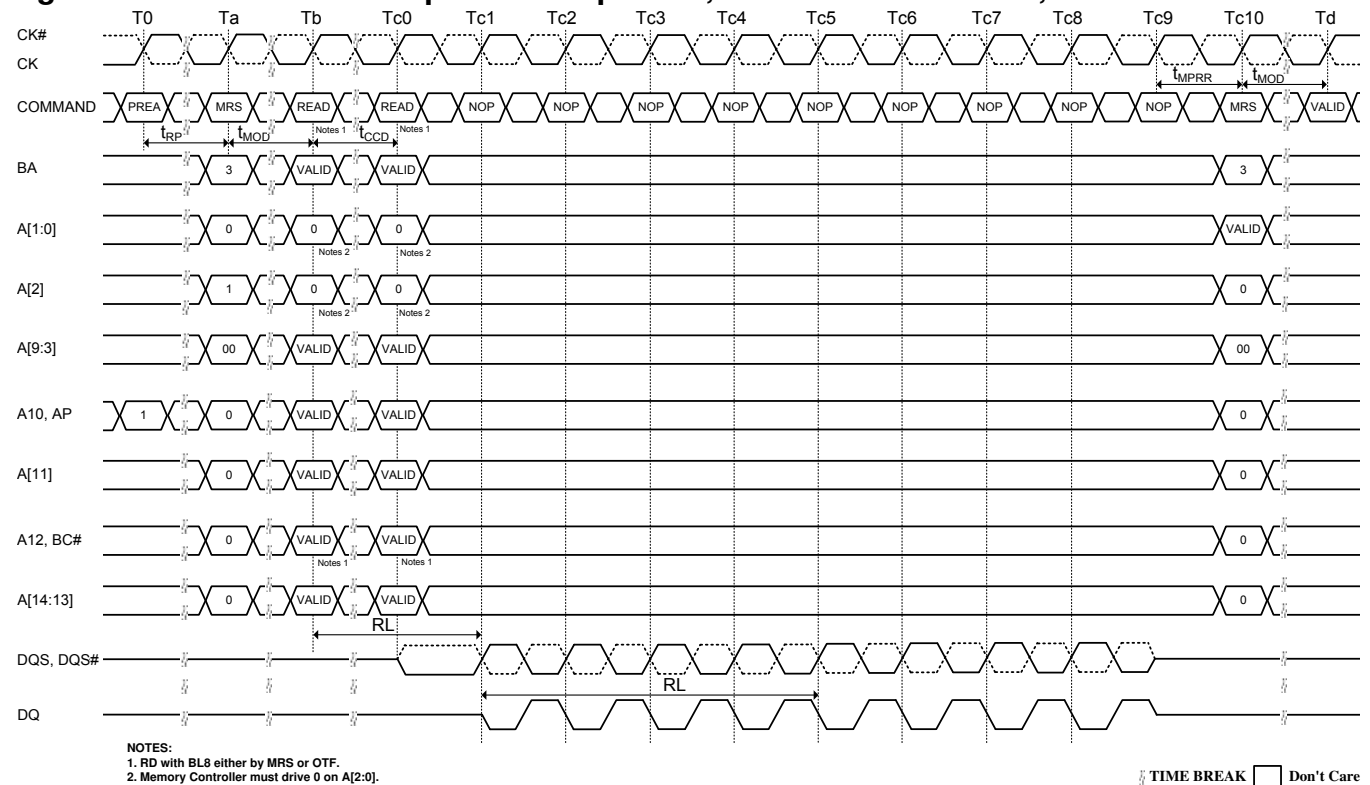 T0 Ta Tb Tc0 Tc1 Tc2 Tc3 Tc4 Tc5 Tc6 Tc7 Tc8 Tc9 Tc10 Td
CK#
CK
tMPRR tMOD
COMMAND PREA MRS READ READ NOP NOP NOP NOP NOP NOP NOP NOP NOP MRS VALID
Notes 1 Notes 1
tRP tMOD tCCD
BA 3 VALID VALID 3
A[1:0] 0 0 0 VALID
Notes 2 Notes 2
A[2] 1 0 0 0
Notes 2 Notes 2
A[9:3] 00 VALID VALID 00
A10, AP 1 0 VALID VALID 0
A[11] 0 VALID VALID 0
A12, BC# 0 VALID VALID 0
Notes 1 Notes 1
A[14:13] 0 VALID VALID 0
RL
DQS, DQS#
RL
DQ
NOTES:
1. RD with BL8 either by MRS or OTF.
2. Memory Controller must drive 0 on A[2:0].
TIME BREAK Don't Care